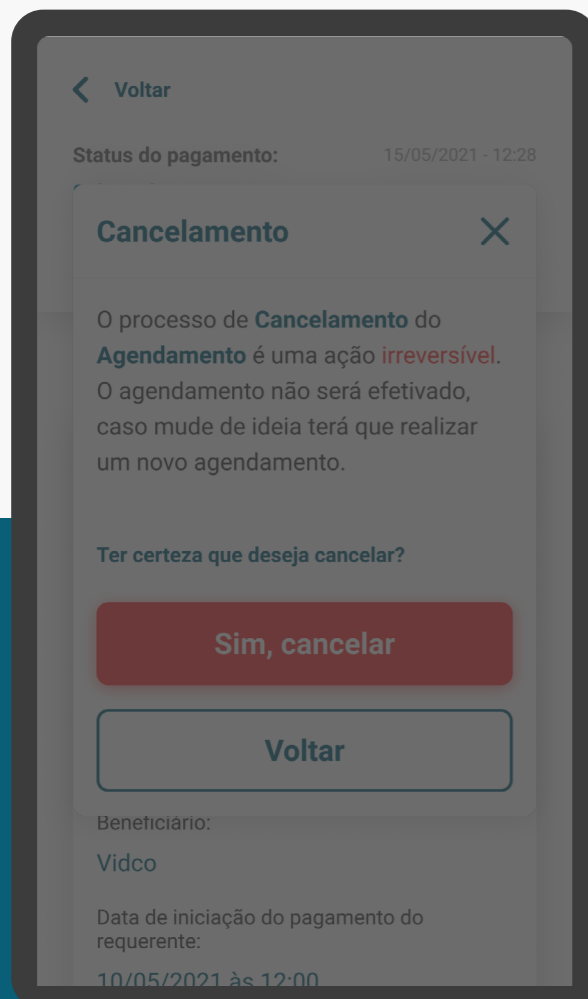 Voltar
Status do pagamento: 15/05/2021 - 12:28
Cancelamento
O processo de Cancelamento do
Agendamento é uma ação irreversível.
O agendamento não será efetivado,
caso mude de ideia terá que realizar
um novo agendamento.
Ter certeza que deseja cancelar?
Sim, cancelar
Voltar
Beneficiário:
Vidco
Data de iniciação do pagamento do
requerente:
10/05/2021 às 12:00